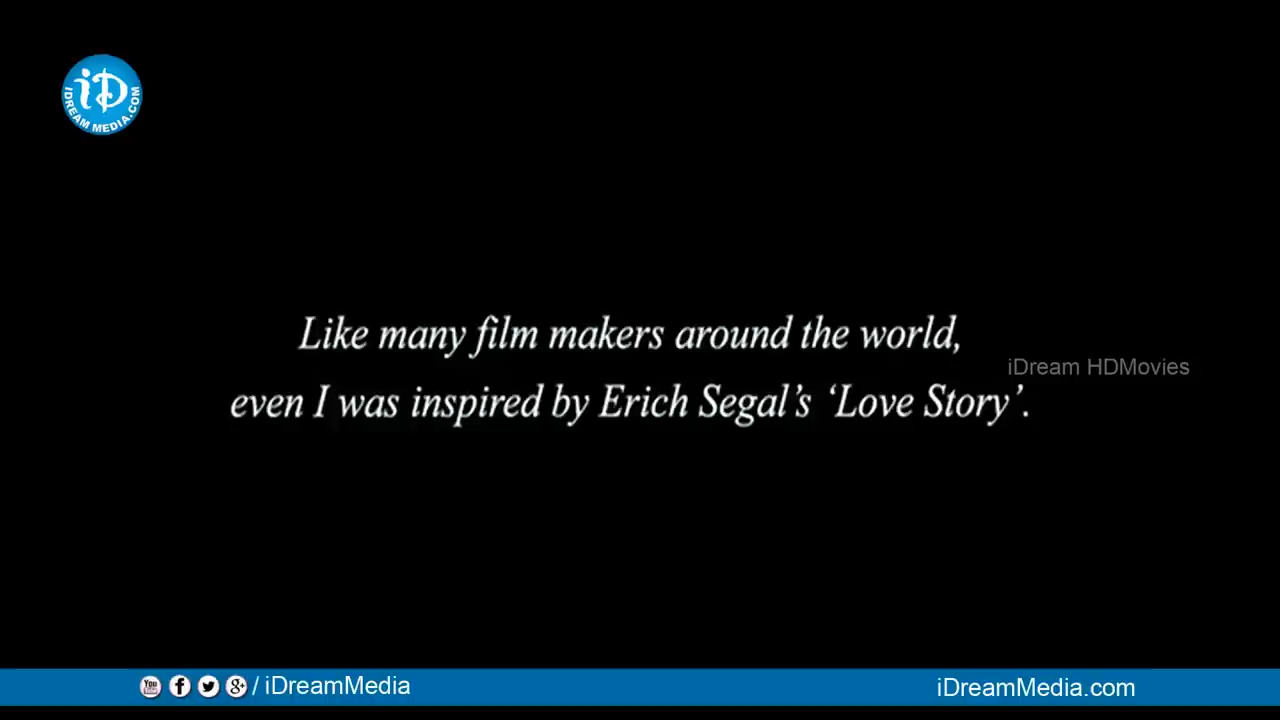 iD
IDREAM MEDIA.COM
Like many film makers around the world,
iDream HDMovies
even I was inspired by Erich Segal’s ‘Love Story’.
You
g+ / iDreamMedia
iDreamMedia.com